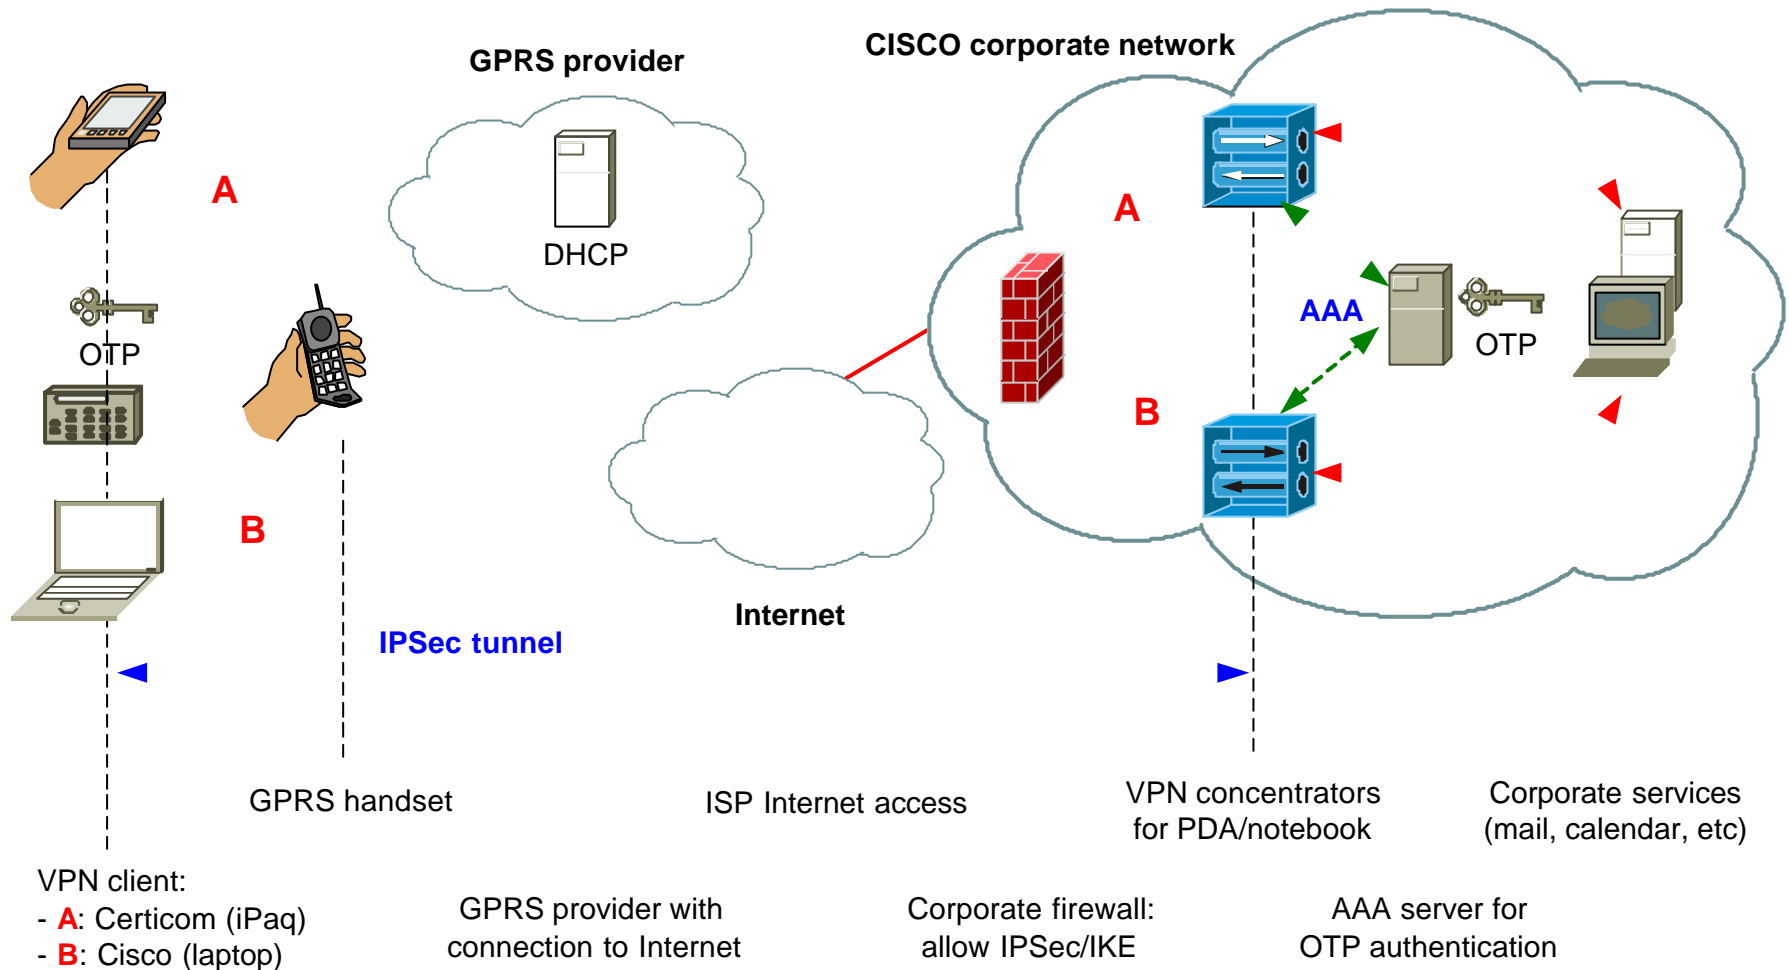 CISCO corporate network
GPRS provider
A
A
DHCP
AAA
OTP
OTP
B
B
Internet
IPSec tunnel
GPRS handset
ISP Internet access
VPN concentrators
for PDA/notebook
Corporate services
(mail, calendar, etc)
VPN client:
- A: Certicom (iPaq)
- B: Cisco (laptop)
GPRS provider with
connection to Internet
Corporate firewall:
allow IPSec/IKE
AAA server for
OTP authentication